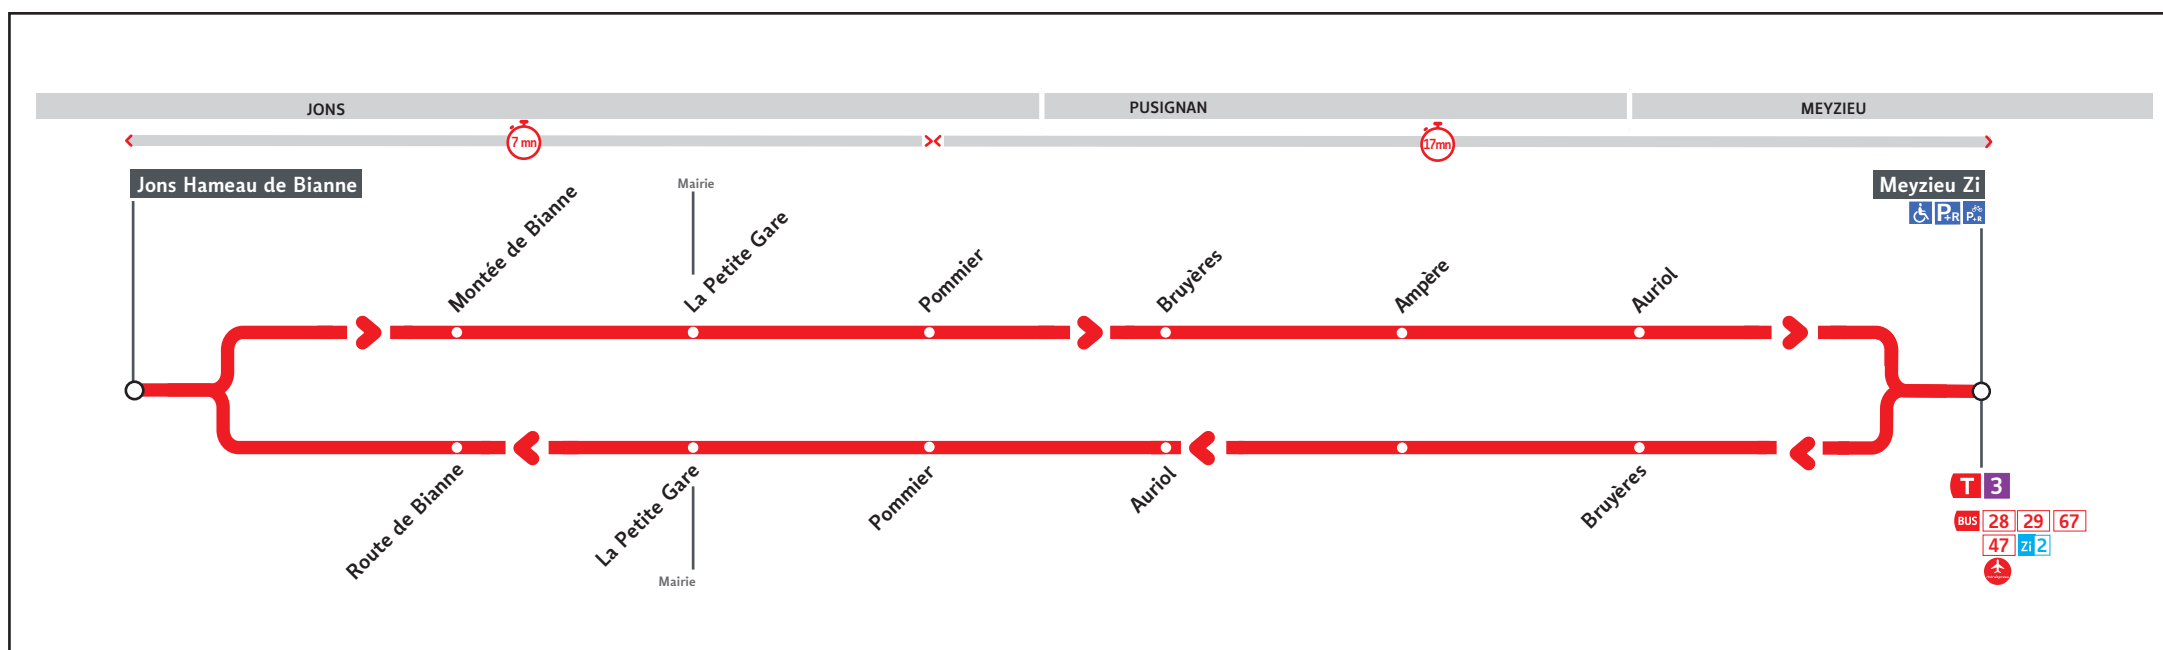 JONS
PUSIGNAN
MEYZIEU
7 mn
17mn
Jons Hameau de Bianne
Meyzieu Zi
P+R
P+R
Mairie
Montée de Bianne
La Petite Gare
Pommier
Bruyères
Ampère
Auriol
Route de Bianne
La Petite Gare
Pommier
Auriol
Bruyères
Mairie
T 3
BUS 28 29 67
47 Zi 2